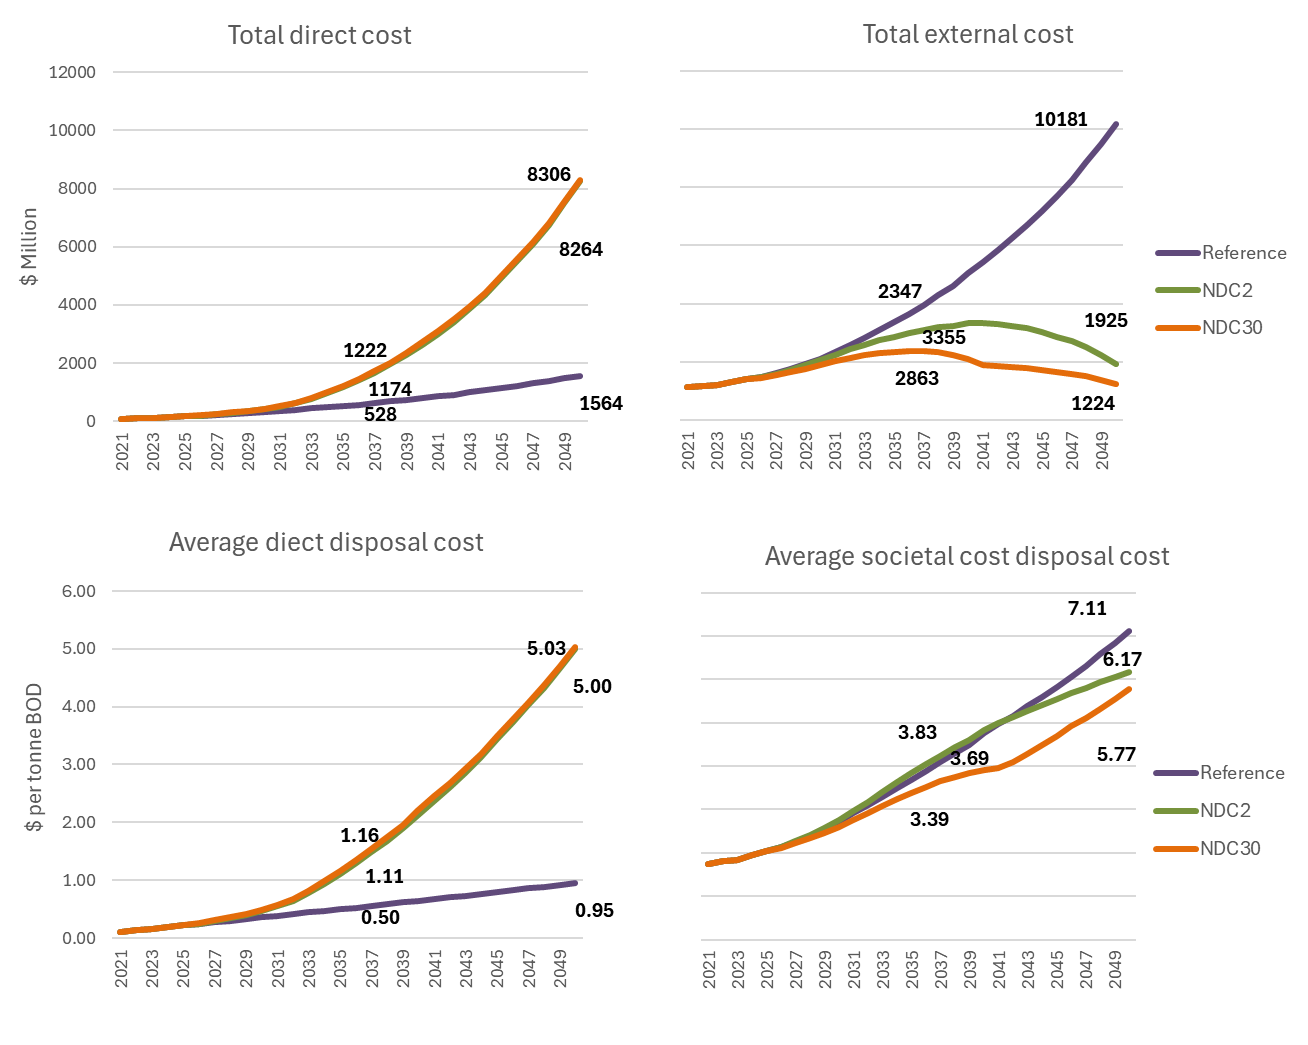 Total direct cost
Total external cost
12000
10000
8000
6000
4000
2000
0
$ Million
8306
8264
1222
1174
528
1564
2021 2023 2025 2027 2029 2031 2033 2035 2037 2039 2041 2043 2045 2047 2049
10181
2347
3355
1925
2863
1224
2021 2023 2025 2027 2029 2031 2033 2035 2037 2039 2041 2043 2045 2047 2049
Reference
NDC2
NDC30
Average diect disposal cost
Average societal cost disposal cost
6.00
5.00
4.00
3.00
2.00
1.00
0.00
$ per tonne BOD
5.03
5.00
1.16
1.11
0.50
0.95
2021 2023 2025 2027 2029 2031 2033 2035 2037 2039 2041 2043 2045 2047 2049
7.11
6.17
3.83
3.69
5.77
3.39
2021 2023 2025 2027 2029 2031 2033 2035 2037 2039 2041 2043 2045 2047 2049
Reference
NDC2
NDC30